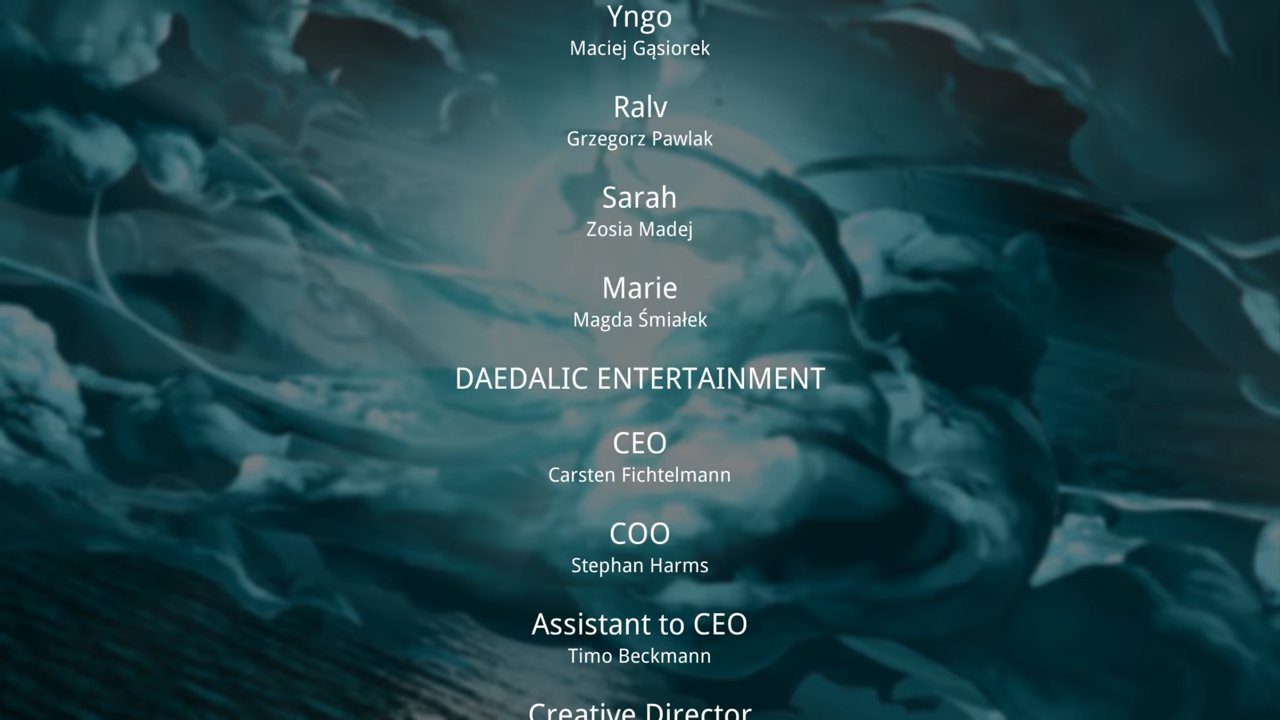 Yngo
Maciej Gąsiorek
Ralv
Grzegorz Pawlak
Sarah
Zosia Madej
Marie
Magda Śmiałek
DAEDALIC ENTERTAINMENT
CEO
Carsten Fichtelmann
COO
Stephan Harms
Assistant to CEO
Timo Beckmann
Creative Director